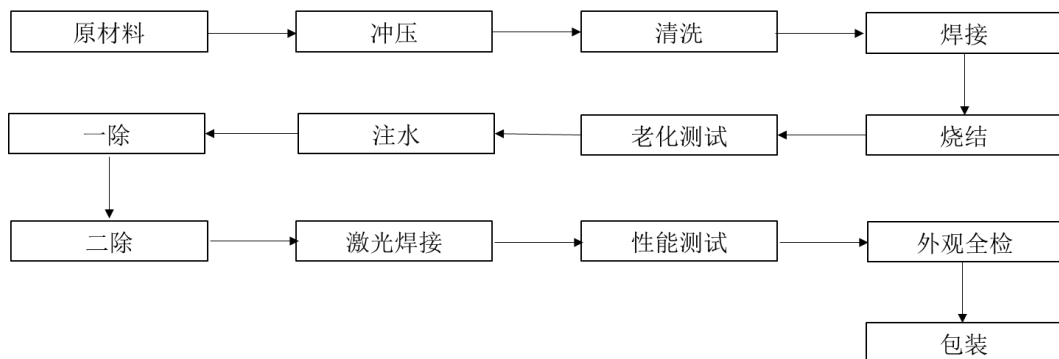 原材料
冲压
清洗
焊接
烧结
老化测试
注水
一除
二除
激光焊接
性能测试
外观全检
包装